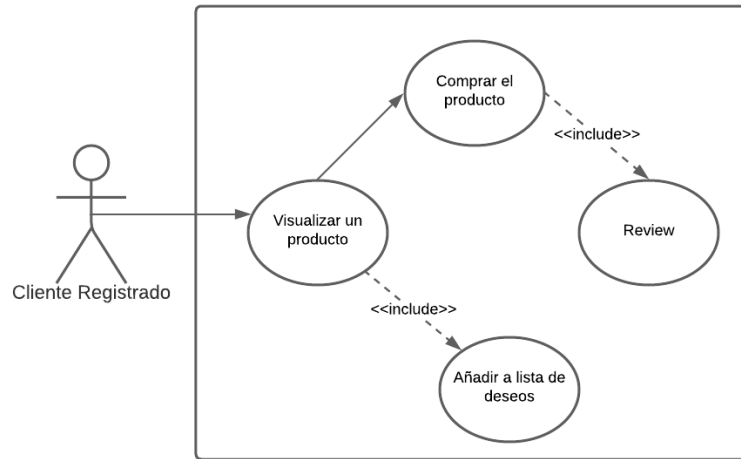 Comprar el
producto
<<include>>
Visualizar un
producto
Review
Cliente Registrado
<<include>>
Añadir a lista de
deseos